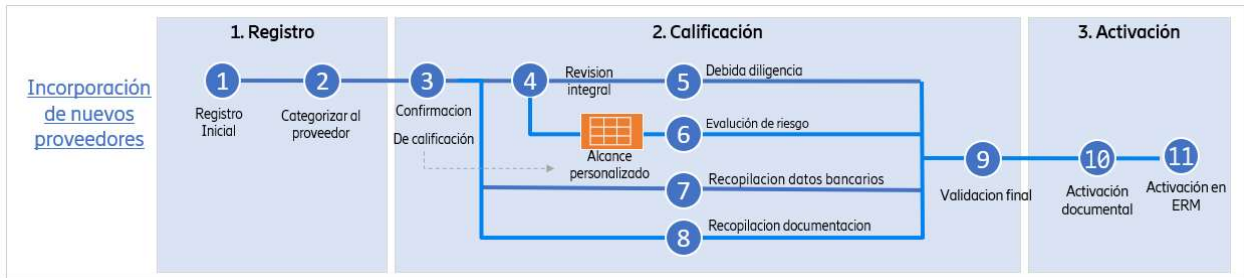 1. Registro
2. Calificación
3. Activación
Incorporación
de nuevos
proveedores
1
Registro
Inicial
2
Categorizar al
proveedor
3
Confirmacion
De calificación
4
Revision
integral
5
Debida diligencia
Alcance
personalizado
6
Evalución de riesgo
7
Recopilacion datos bancarios
8
Recopilacion documentacion
9
Validacion final
10
Activación
documental
11
Activación en
ERM